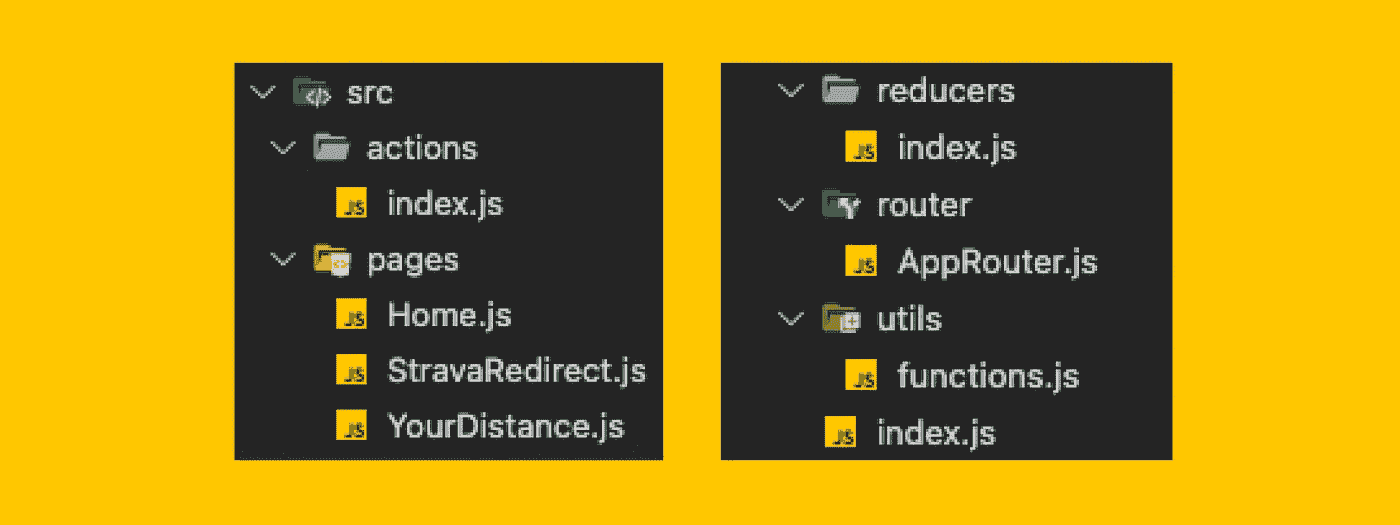 src
actions
index.js
pages
Home.js
StravaRedirect.js
YourDistance.js
reducers
index.js
router
AppRouter.js
utils
functions.js
index.js